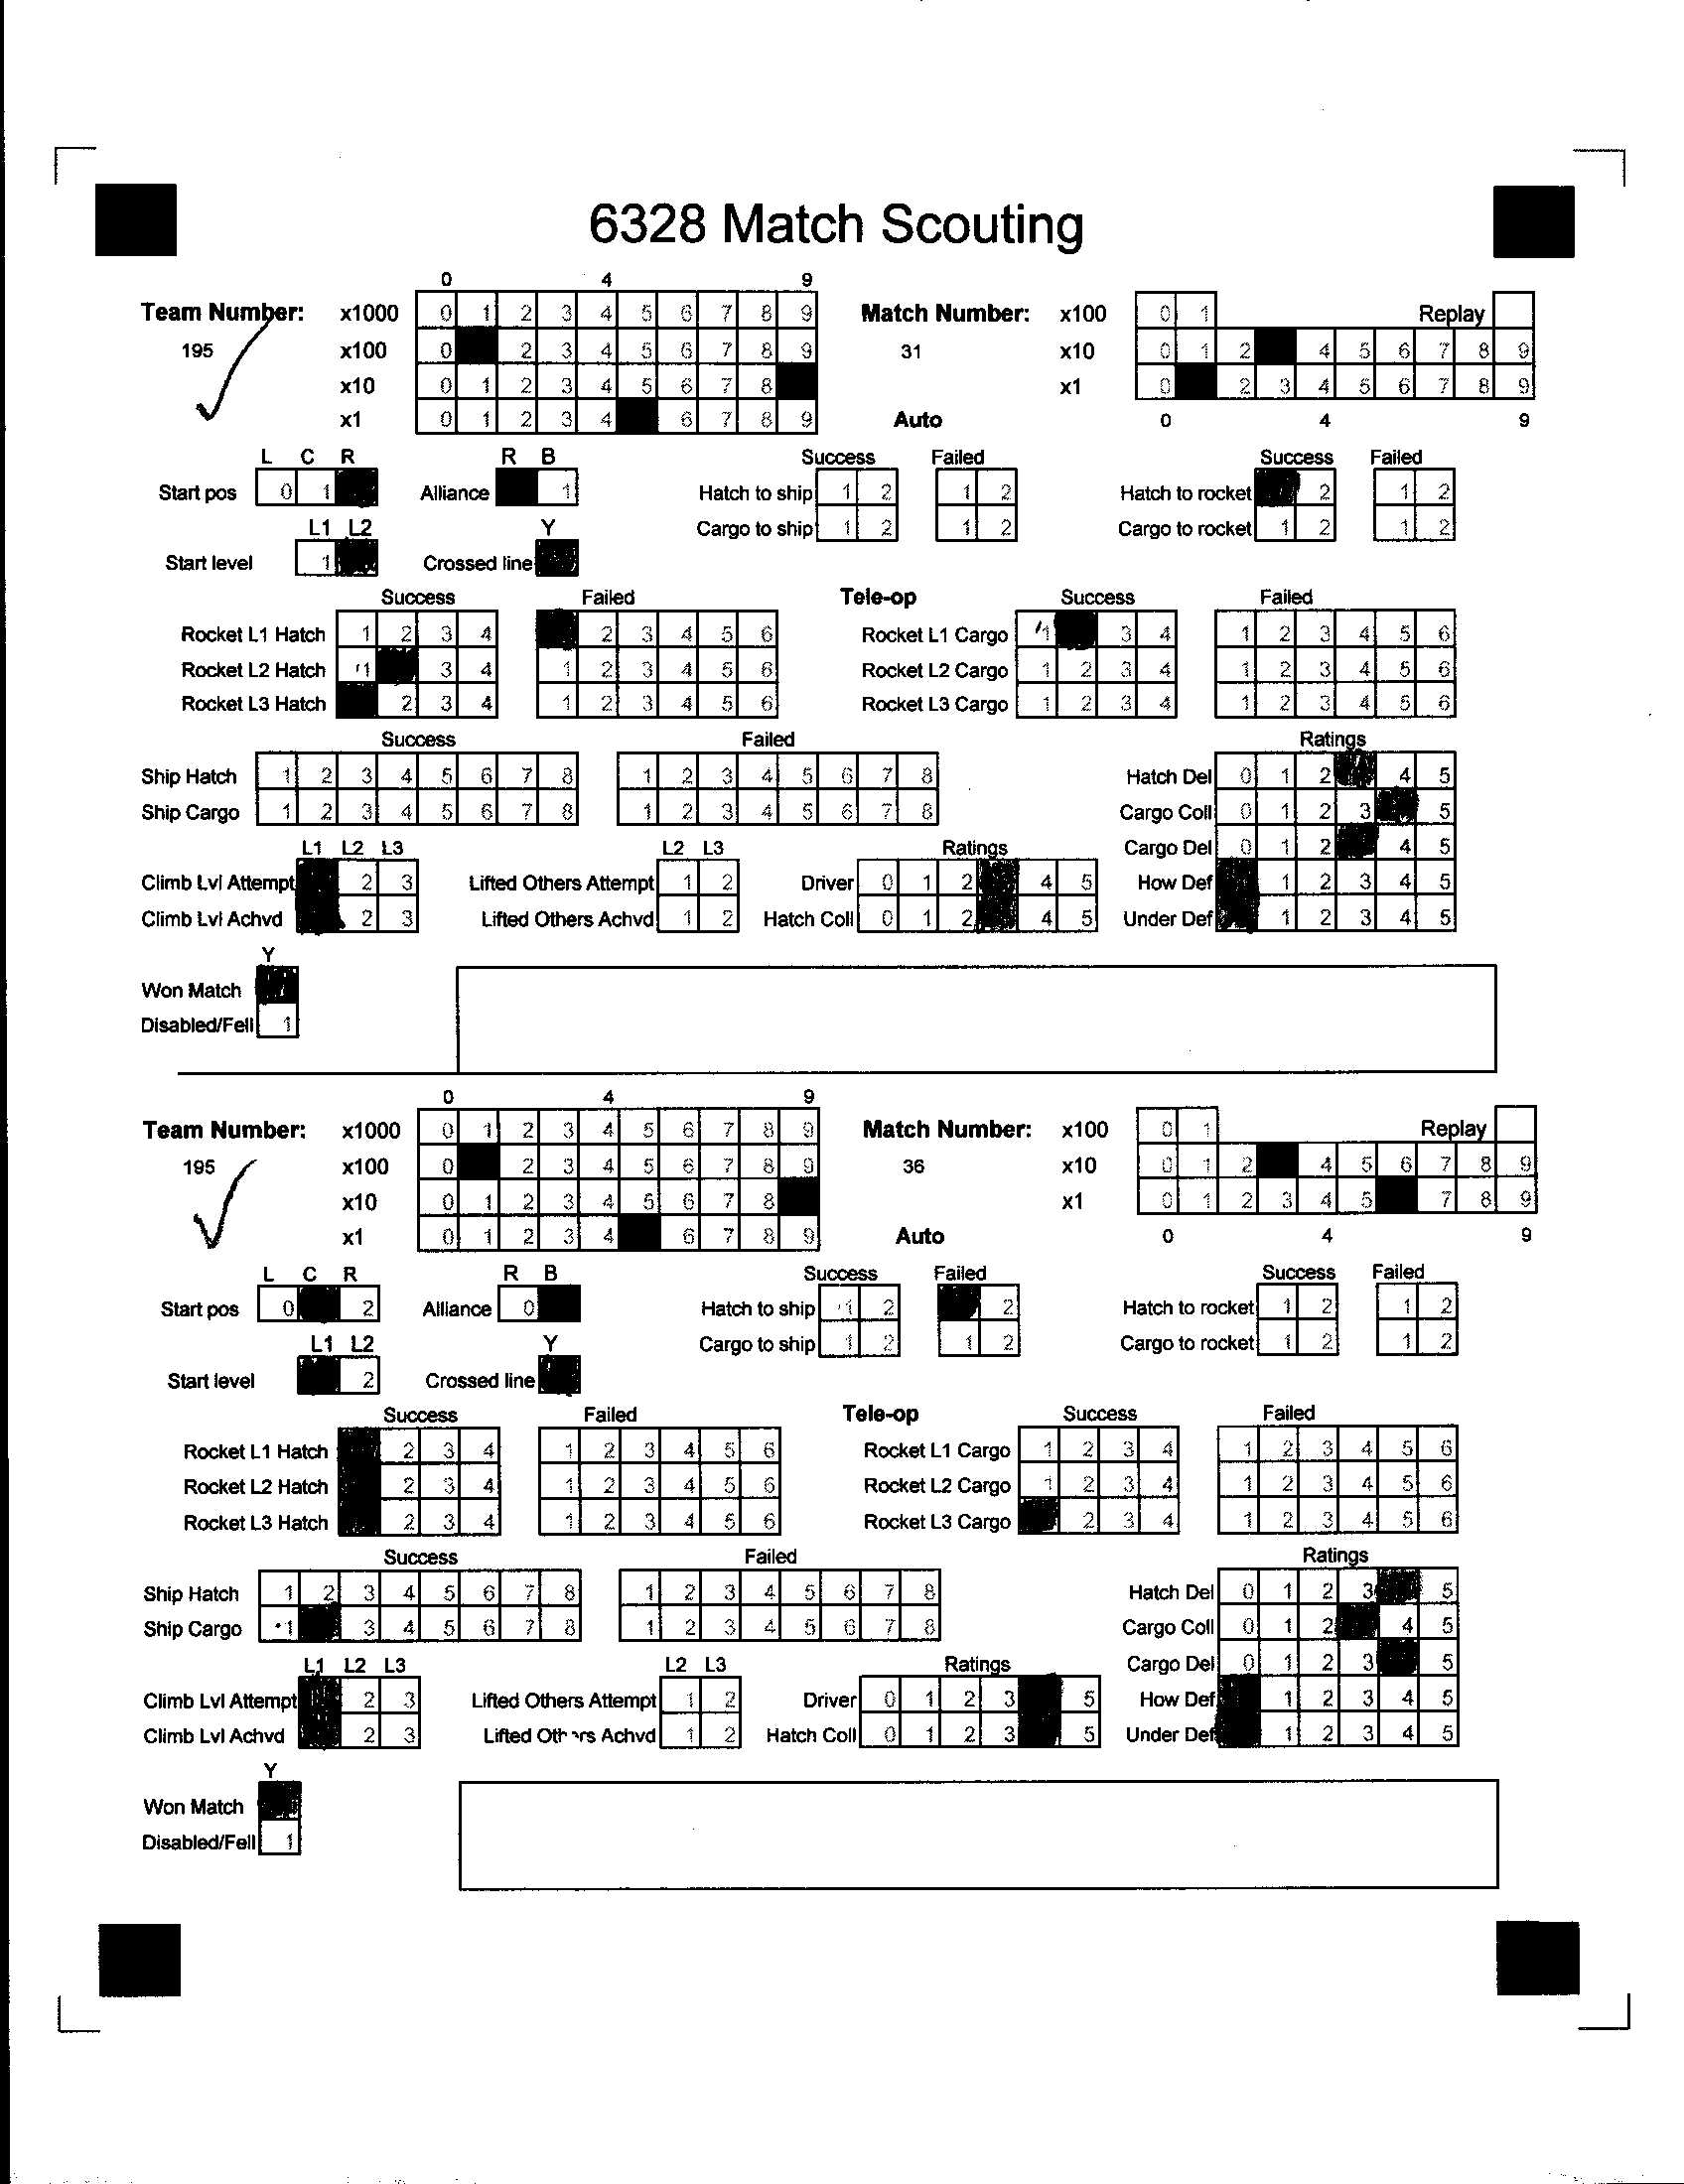 6328 Match Scouting
0 4 9
Team Number: x1000 0 1 2 3 4 5 6 7 8 9 Match Number: x100 0 1 Replay
195 x100 0 2 3 4 5 6 7 8 9 31 x10 0 1 2 4 5 6 7 8 9
x10 0 1 2 3 4 5 6 7 8 x1 0 2 3 4 5 6 7 8 9
x1 0 1 2 3 4 6 7 8 9 Auto 0 4 9
L C R R B Success Failed Success Failed
Start pos 0 1 Alliance 1 Hatch to ship 1 2 1 2 Hatch to rocket 2 1 2
L1 L2 Y Cargo to ship 1 2 1 2 Cargo to rocket 1 2 1 2
Start level 1 Crossed line
Success Failed Tele-op Success Failed
Rocket L1 Hatch 1 2 3 4 2 3 4 5 6 Rocket L1 Cargo 1 3 4 1 2 3 4 5 6
Rocket L2 Hatch 1 3 4 1 2 3 4 5 6 Rocket L2 Cargo 1 2 3 4 1 2 3 4 5 6
Rocket L3 Hatch 2 3 4 1 2 3 4 5 6 Rocket L3 Cargo 1 2 3 4 1 2 3 4 5 6
Success Failed Ratings
Ship Hatch 1 2 3 4 5 6 7 8 1 2 3 4 5 6 7 8 Hatch Del 0 1 2 4 5
Ship Cargo 1 2 3 4 5 6 7 8 1 2 3 4 5 6 7 8 Cargo Coll 0 1 2 3 5
L1 L2 L3 L2 L3 Ratings Cargo Del 0 1 2 4 5
Climb Lvl Attempt 2 3 Lifted Others Attempt 1 2 Driver 0 1 2 4 5 How Def 1 2 3 4 5
Climb Lvl Achvd 2 3 Lifted Others Achvd 1 2 Hatch Coll 0 1 2 4 5 Under Def 1 2 3 4 5
Y
Won Match
Disabled/Fell 1
0 4 9
Team Number: x1000 0 1 2 3 4 5 6 7 8 9 Match Number: x100 0 1 Replay
195 x100 0 2 3 4 5 6 7 8 9 36 x10 0 1 2 4 5 6 7 8 9
x10 0 1 2 3 4 5 6 7 8 x1 0 1 2 3 4 5 7 8 9
x1 0 1 2 3 4 6 7 8 9 Auto 0 4 9
L C R R B Success Failed Success Failed
Start pos 0 2 Alliance 0 Hatch to ship 1 2 2 Hatch to rocket 1 2 1 2
L1 L2 Y Cargo to ship 1 2 1 2 Cargo to rocket 1 2 1 2
Start level 2 Crossed line
Success Failed Tele-op Success Failed
Rocket L1 Hatch 2 3 4 1 2 3 4 5 6 Rocket L1 Cargo 1 2 3 4 1 2 3 4 5 6
Rocket L2 Hatch 2 3 4 1 2 3 4 5 6 Rocket L2 Cargo 1 2 3 4 1 2 3 4 5 6
Rocket L3 Hatch 2 3 4 1 2 3 4 5 6 Rocket L3 Cargo 2 3 4 1 2 3 4 5 6
Success Failed Ratings
Ship Hatch 1 2 3 4 5 6 7 8 1 2 3 4 5 6 7 8 Hatch Del 0 1 2 3 5
Ship Cargo 1 3 4 5 6 7 8 1 2 3 4 5 6 7 8 Cargo Coll 0 1 2 4 5
L1 L2 L3 L2 L3 Ratings Cargo Del 0 1 2 3 5
Climb Lvl Attempt 2 3 Lifted Others Attempt 1 2 Driver 0 1 2 3 5 How Def 1 2 3 4 5
Climb Lvl Achvd 2 3 Lifted Others Achvd 1 2 Hatch Coll 0 1 2 3 5 Under Def 1 2 3 4 5
Y
Won Match
Disabled/Fell 1